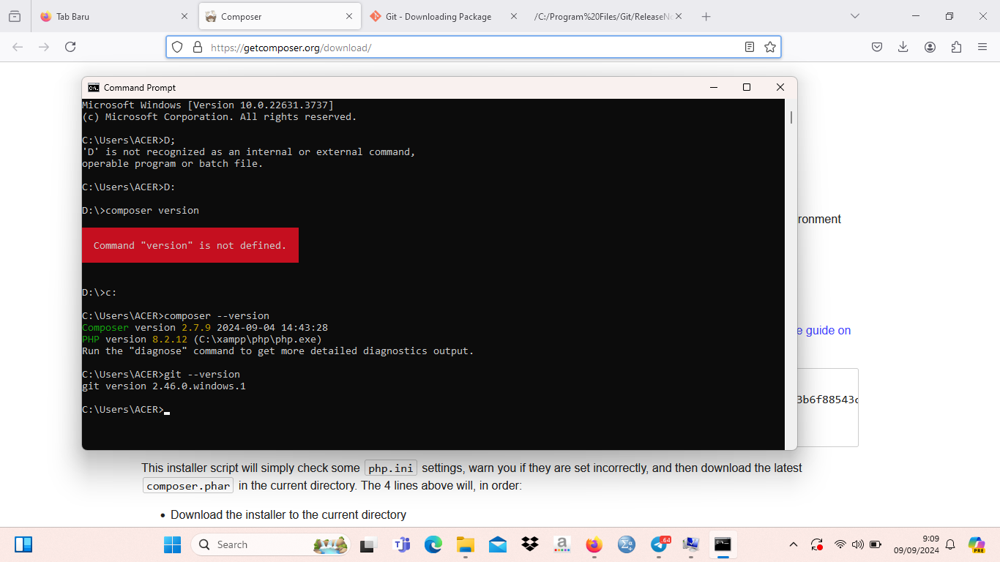 Tab Baru
Composer
Git - Downloading Package
/C:/Program%20Files/Git/ReleaseNo
https://getcomposer.org/download/
Command Prompt
Microsoft Windows [Version 10.0.22631.3737]
(c) Microsoft Corporation. All rights reserved.
C:\Users\ACER>D;
'D' is not recognized as an internal or external command,
operable program or batch file.
C:\Users\ACER>D:
D:\>composer version
Command "version" is not defined.
D:\>c:
C:\Users\ACER>composer --version
Composer version 2.7.9 2024-09-04 14:43:28
PHP version 8.2.12 (C:\xampp\php\php.exe)
Run the "diagnose" command to get more detailed diagnostics output.
C:\Users\ACER>git --version
git version 2.46.0.windows.1
C:\Users\ACER>
ronment
e guide on
3b6f88543c
This installer script will simply check some php.ini settings, warn you if they are set incorrectly, and then download the latest
composer.phar in the current directory. The 4 lines above will, in order:
• Download the installer to the current directory
Search
64
9:09
09/09/2024
PRE